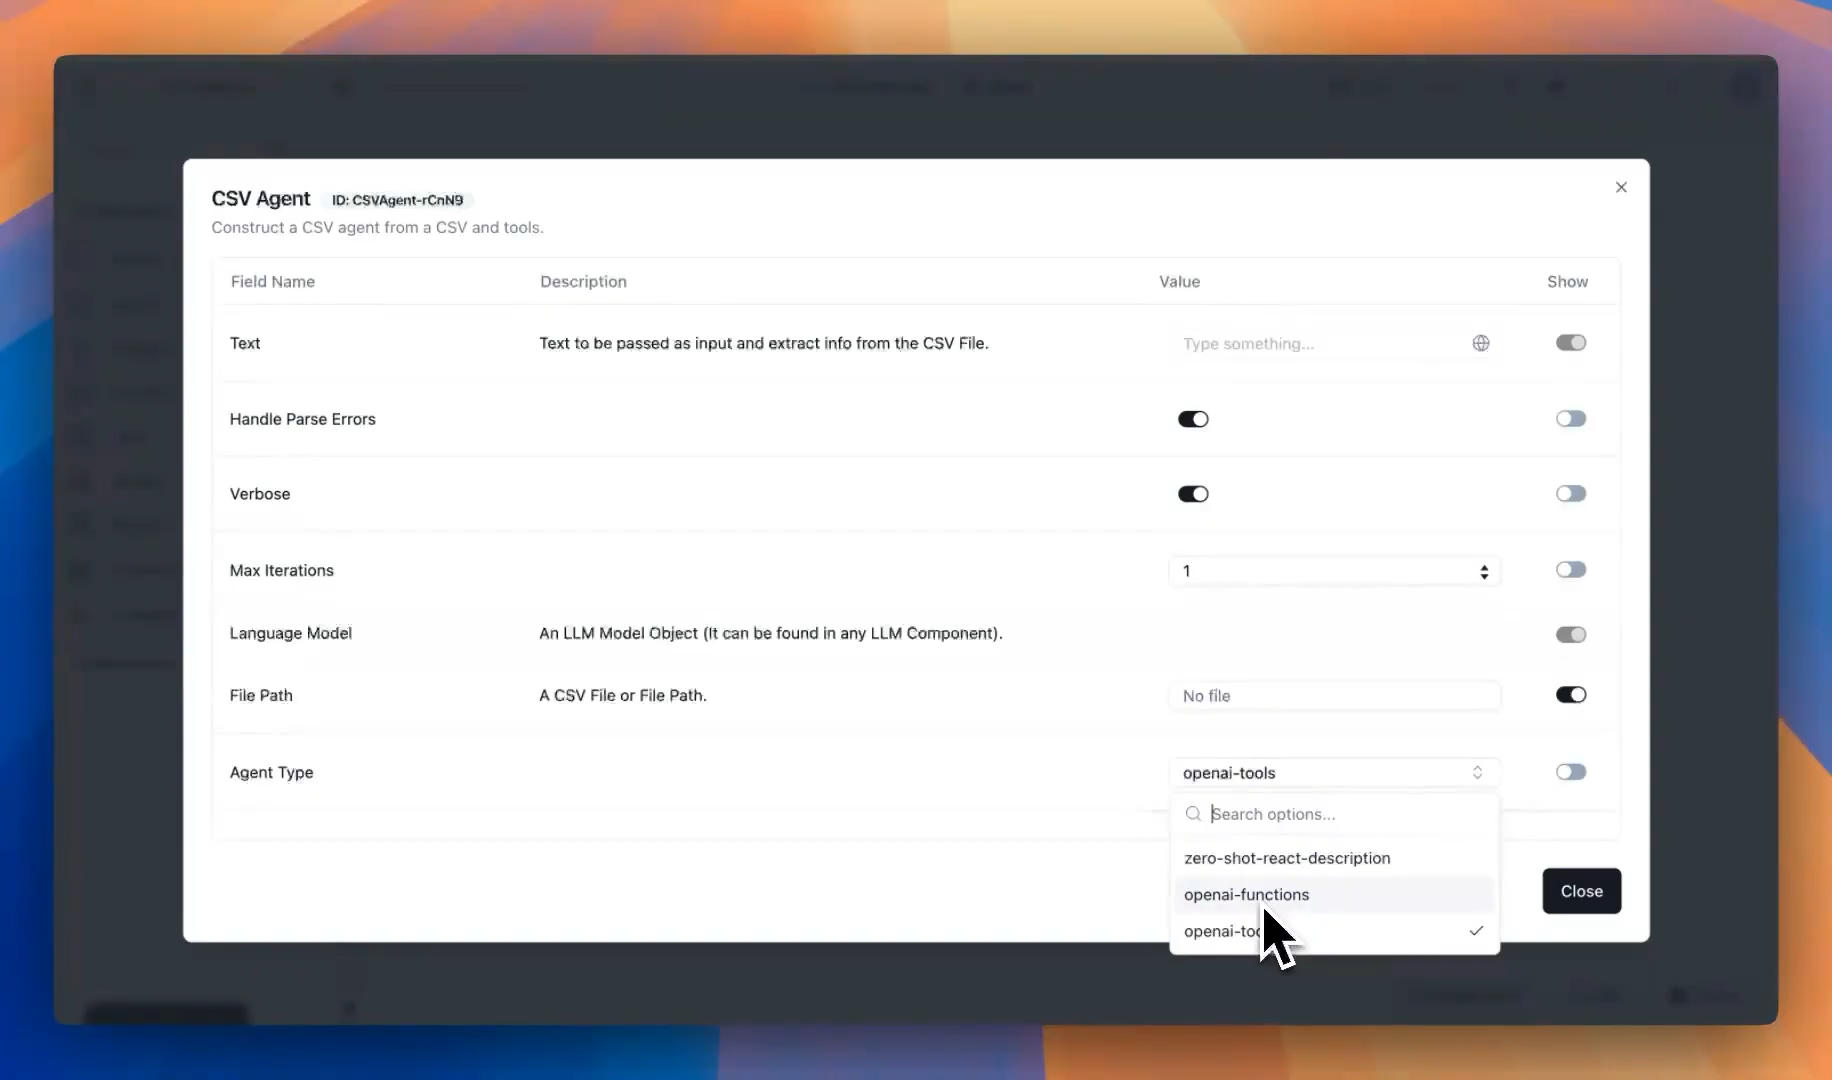 CSV Agent ID: CSVAgent-rCnN9
Construct a CSV agent from a CSV and tools.
Field Name Description Value Show
Text Text to be passed as input and extract info from the CSV File. Type something...
Handle Parse Errors
Verbose
Max Iterations 1
Language Model An LLM Model Object (It can be found in any LLM Component).
File Path A CSV File or File Path. No file
Agent Type openai-tools
Search options...
zero-shot-react-description
openai-functions
Close